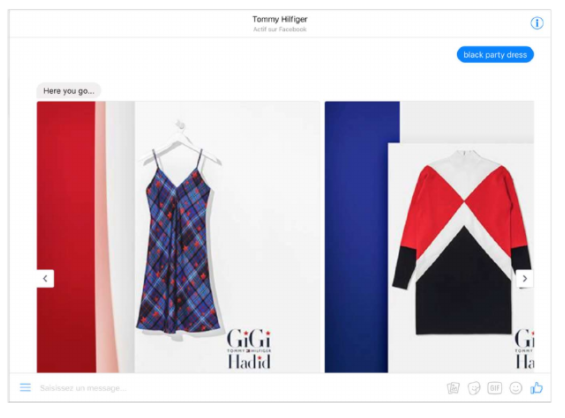 Tommy Hilfiger
Actif sur Facebook
black party dress
Here you go...
GiGi
TOMMY HILFIGER
Hadid
Gi
Ha
Saisissez un message...
GIF